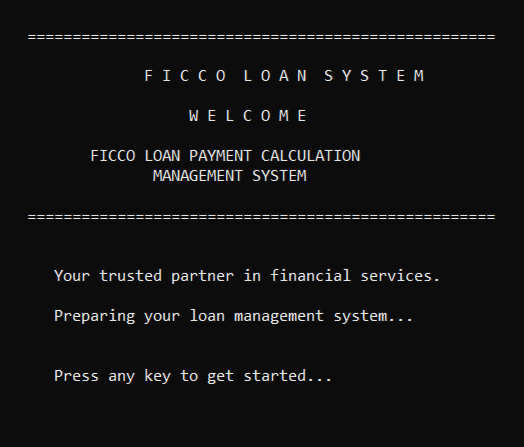 ====================================================
F I C C O  L O A N  S Y S T E M
W E L C O M E
FICCO LOAN PAYMENT CALCULATION
MANAGEMENT SYSTEM
====================================================
Your trusted partner in financial services.
Preparing your loan management system...
Press any key to get started...